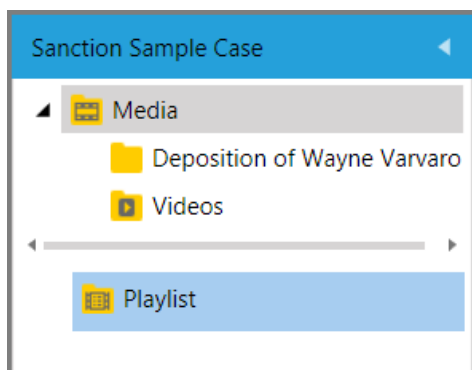 Sanction Sample Case
Media
Deposition of Wayne Varvaro
Videos
Playlist